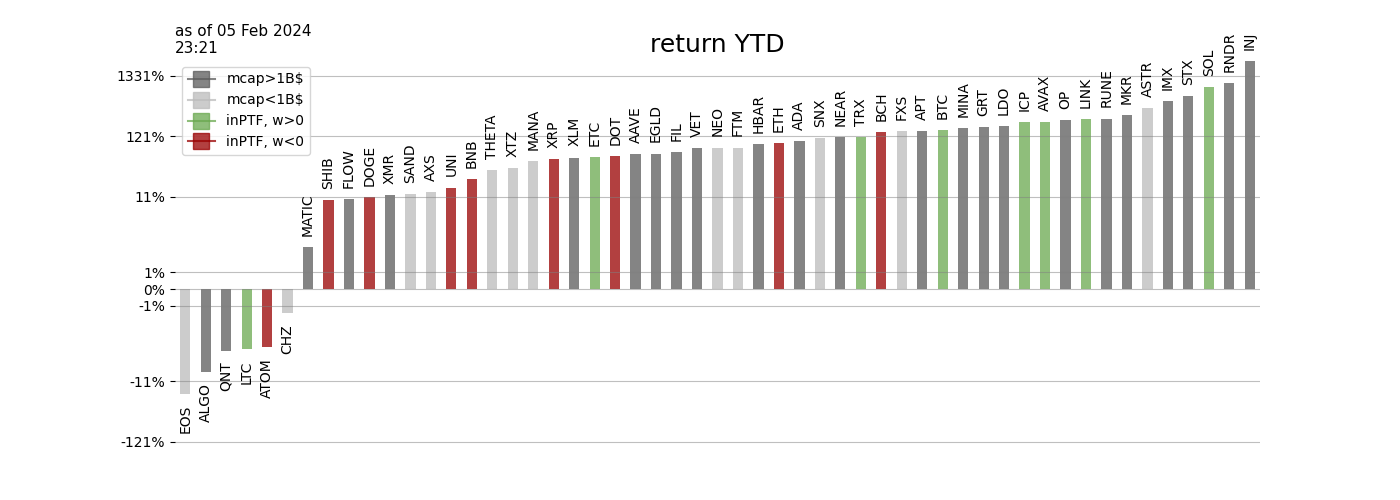 as of 05 Feb 2024
23:21
return YTD
mcap>1B$
mcap<1B$
inPTF, w>0
inPTF, w<0
1331%
121%
11%
1%
0%
-1%
-11%
-121%
EOS
ALGO
QNT
LTC
ATOM
CHZ
MATIC
SHIB
FLOW
DOGE
XMR
SAND
AXS
UNI
BNB
THETA
XTZ
MANA
XRP
XLM
ETC
DOT
AAVE
EGLD
FIL
VET
NEO
FTM
HBAR
ETH
ADA
SNX
NEAR
TRX
BCH
FXS
APT
BTC
MINA
GRT
LDO
ICP
AVAX
OP
LINK
RUNE
MKR
ASTR
IMX
STX
SOL
RNDR
INJ